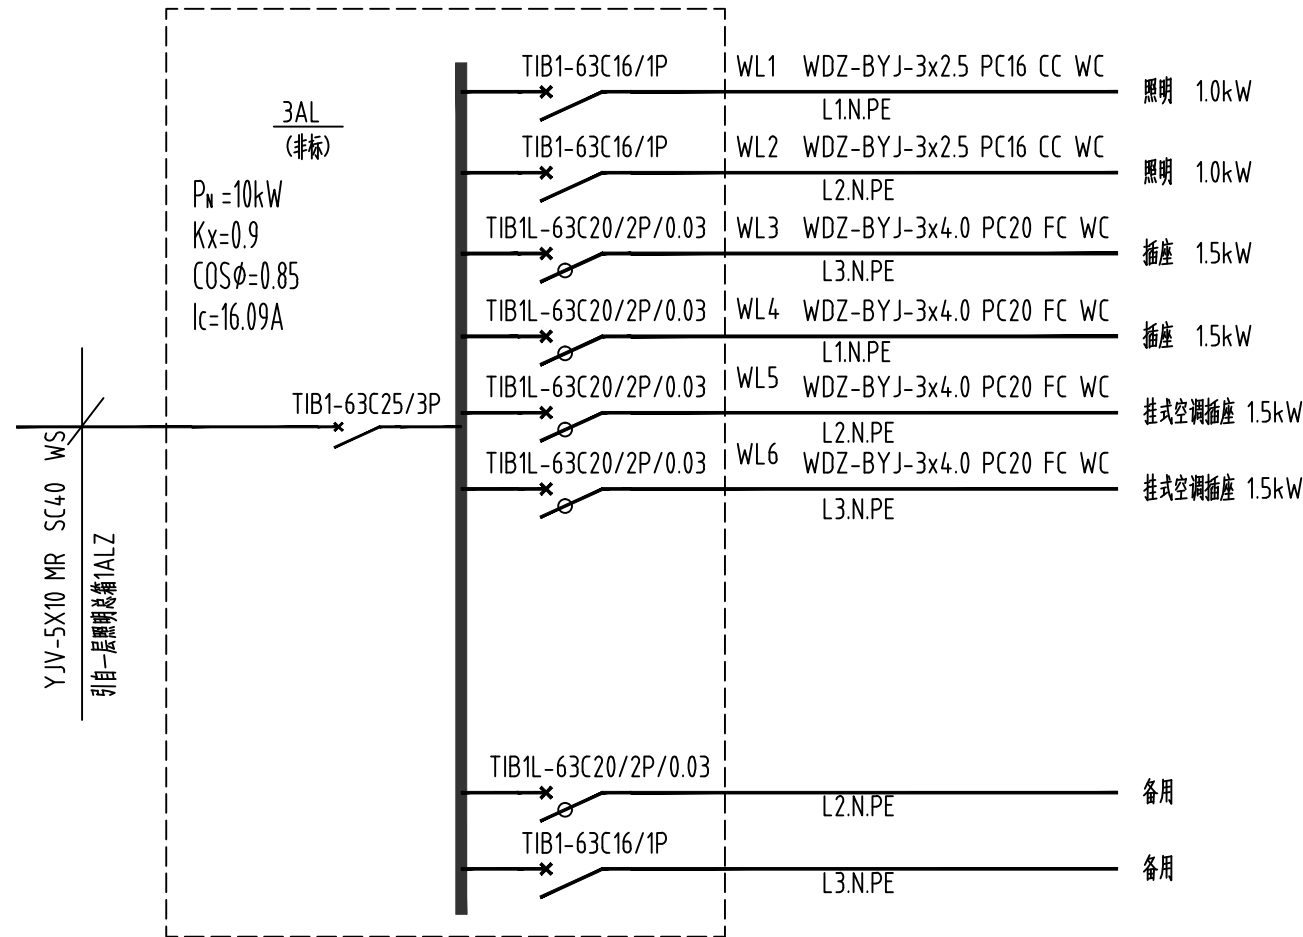 3AL
(非标)
PN =10kW
Kx=0.9
COSφ=0.85
Ic=16.09A
TIB1-63C25/3P
YJV-5X10 MR SC40 WS
引自一层照明总箱1ALZ
TIB1-63C16/1P WL1 WDZ-BYJ-3x2.5 PC16 CC WC
L1.N.PE
照明 1.0kW
TIB1-63C16/1P WL2 WDZ-BYJ-3x2.5 PC16 CC WC
L2.N.PE
照明 1.0kW
TIB1L-63C20/2P/0.03 WL3 WDZ-BYJ-3x4.0 PC20 FC WC
L3.N.PE
插座 1.5kW
TIB1L-63C20/2P/0.03 WL4 WDZ-BYJ-3x4.0 PC20 FC WC
L1.N.PE
插座 1.5kW
TIB1L-63C20/2P/0.03 WL5 WDZ-BYJ-3x4.0 PC20 FC WC
L2.N.PE
挂式空调插座 1.5kW
TIB1L-63C20/2P/0.03 WL6 WDZ-BYJ-3x4.0 PC20 FC WC
L3.N.PE
挂式空调插座 1.5kW
TIB1L-63C20/2P/0.03
L2.N.PE
备用
TIB1-63C16/1P
L3.N.PE
备用